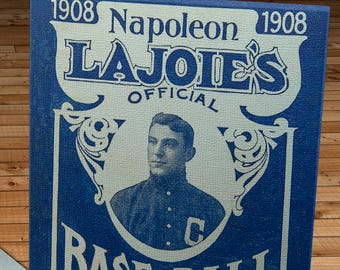 1908 Napoleon 1908
LAJOIE'S
OFFICIAL
C
BASE BALL